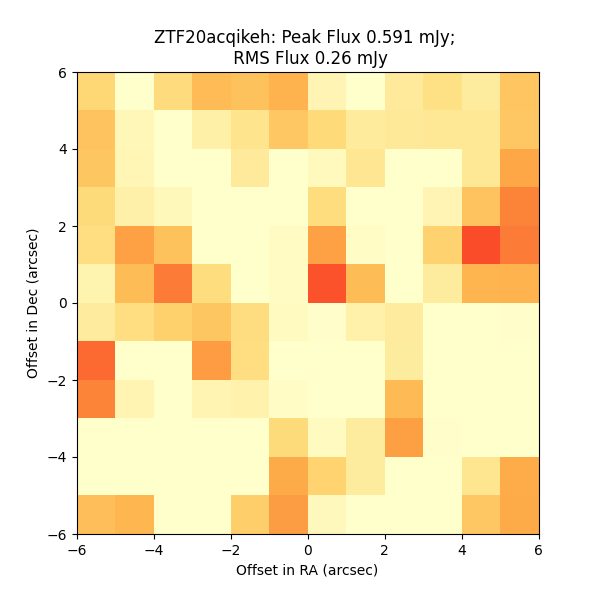 ZTF20acqikeh: Peak Flux 0.591 mJy;
RMS Flux 0.26 mJy
6
4
2
0
−2
−4
−6
Offset in Dec (arcsec)
−6 −4 −2 0 2 4 6
Offset in RA (arcsec)